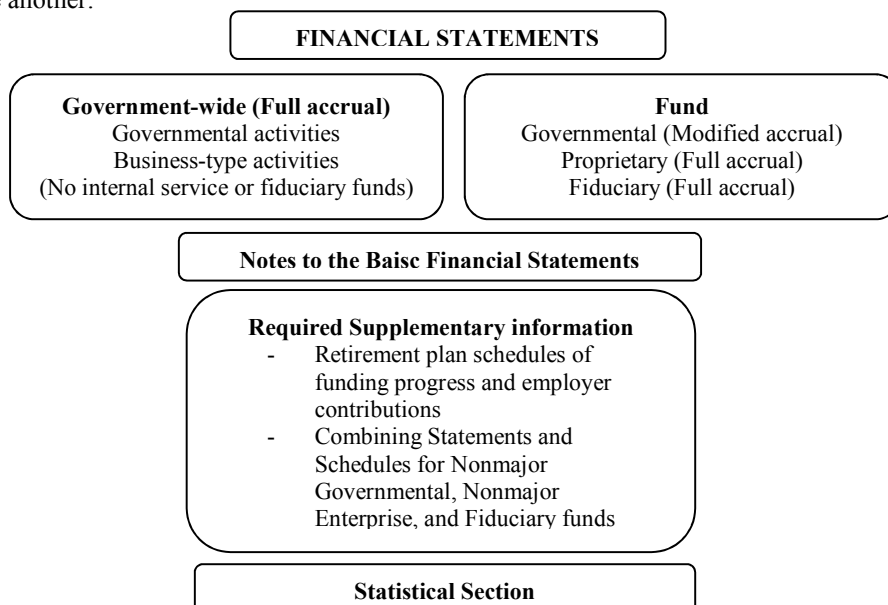 another.
FINANCIAL STATEMENTS
Government-wide (Full accrual)
Governmental activities
Business-type activities
(No internal service or fiduciary funds)
Fund
Governmental (Modified accrual)
Proprietary (Full accrual)
Fiduciary (Full accrual)
Notes to the Baisc Financial Statements
Required Supplementary information
- Retirement plan schedules of
funding progress and employer
contributions
- Combining Statements and
Schedules for Nonmajor
Governmental, Nonmajor
Enterprise, and Fiduciary funds
Statistical Section